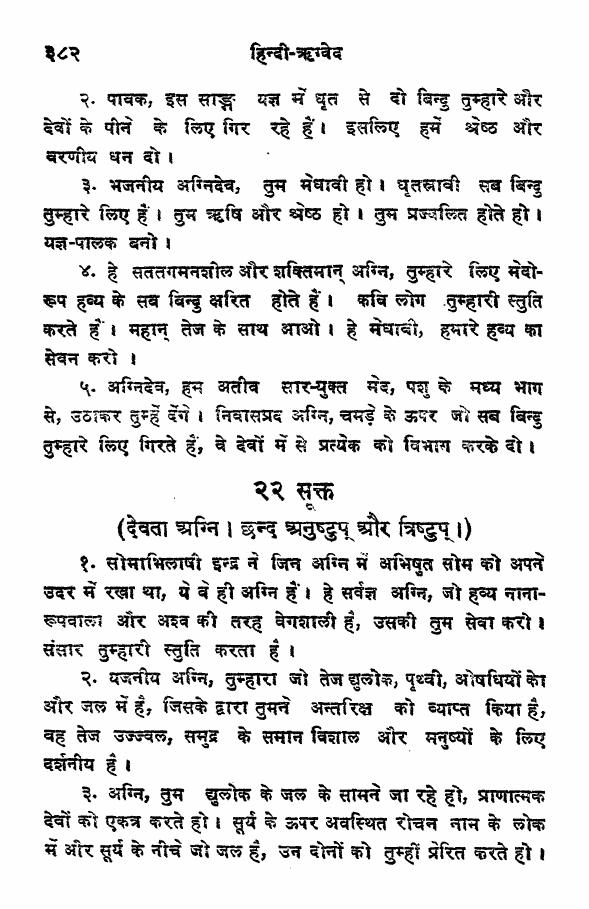 ३८२ हिन्दी-ऋग्वेद
२. पावक, इस साङ्ग यज्ञ में घृत से दो बिन्दु तुम्हारे और
देवों के पीने के लिए गिर रहे हैं। इसलिए हमें श्रेष्ठ और
वरणीय धन दो।
३. भजनीय अग्निदेव, तुम मेधावी हो। घृतस्रावी सब बिन्दु
तुम्हारे लिए हैं। तुम ऋषि और श्रेष्ठ हो। तुम प्रज्वलित होते हो।
यज्ञ-पालक बनो।
४. हे सततगमनशील और शक्तिमान् अग्नि, तुम्हारे लिए मेदो-
रूप हव्य के सब बिन्दु क्षरित होते हैं। कवि लोग तुम्हारी स्तुति
करते हैं। महान् तेज के साथ आओ। हे मेधावी, हमारे हव्य का
सेवन करो।
५. अग्निदेव, हम अतीव सार-युक्त मेद, पशु के मध्य भाग
से, उठाकर तुम्हें देंगे। निवासप्रद अग्नि, चमड़े के ऊपर जो सब बिन्दु
तुम्हारे लिए गिरते हैं, वे देवों में से प्रत्येक को विभाग करके दो।
२२ सूक्त
(देवता अग्नि। छन्द अनुष्टुप् और त्रिष्टुप्।)
१. सोमाभिलाषी इन्द्र ने जिन अग्नि में अभिषुत सोम को अपने
उदर में रखा था, ये वे ही अग्नि हैं। हे सर्वज्ञ अग्नि, जो हव्य नाना-
रूपवाला और अश्व की तरह वेगशाली है, उसकी तुम सेवा करो।
संसार तुम्हारी स्तुति करता है।
२. यजनीय अग्नि, तुम्हारा जो तेज द्युलोक, पृथ्वी, ओषधियों को
और जल में है, जिसके द्वारा तुमने अन्तरिक्ष को व्याप्त किया है,
वह तेज उज्ज्वल, समुद्र के समान विशाल और मनुष्यों के लिए
दर्शनीय है।
३. अग्नि, तुम द्युलोक के जल के सामने जा रहे हो, प्राणात्मक
देवों को एकत्र करते हो। सूर्य के ऊपर अवस्थित रोचन नाम के लोक
में और सूर्य के नीचे जो जल है, उन दोनों को तुम्हीं प्रेरित करते हो।